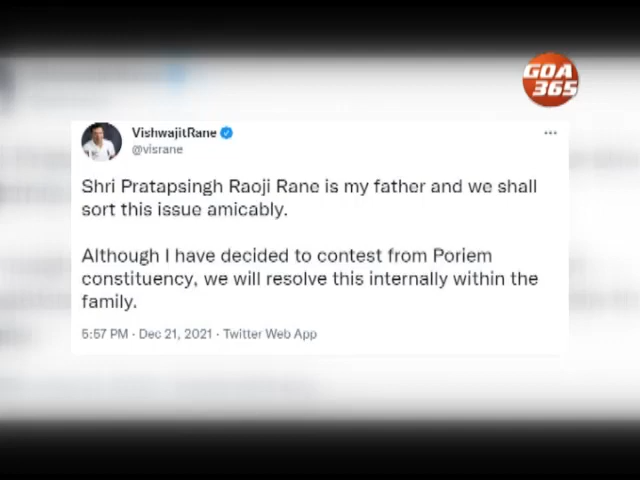 GOA
365
VishwajitRane
@visrane
Shri Pratapsingh Raoji Rane is my father and we shall
sort this issue amicably.
Although I have decided to contest from Poriem
constituency, we will resolve this internally within the
family.
5:57 PM · Dec 21, 2021 · Twitter Web App